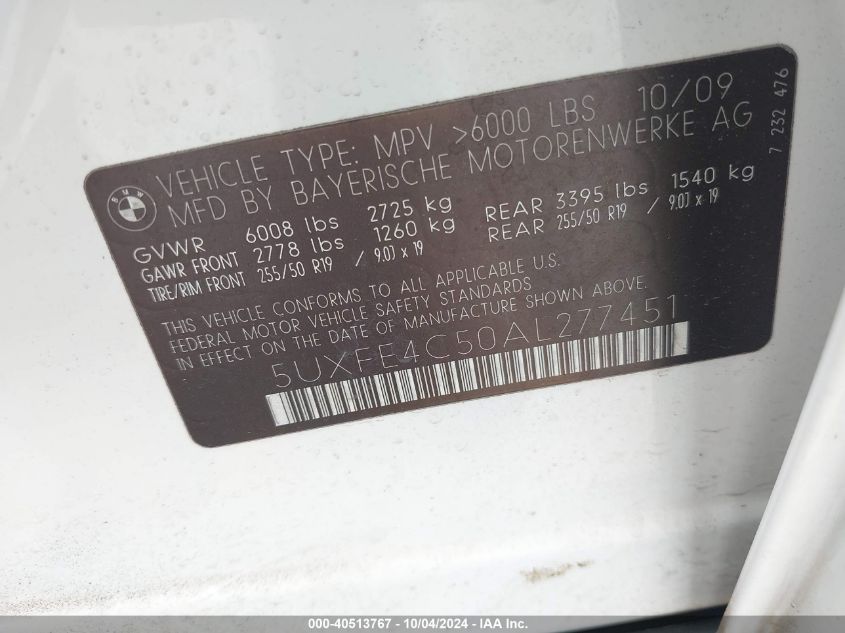 BMW
VEHICLE TYPE: MPV >6000 LBS 10/09
MFD BY BAYERISCHE MOTORENWERKE AG
7 232 476
GVWR 6008 lbs 2725 kg
GAWR FRONT 2778 lbs 1260 kg REAR 3395 lbs 1540 kg
TIRE/RIM FRONT 255/50 R19 / 9.0J x 19 REAR 255/50 R19 / 9.0J x 19
THIS VEHICLE CONFORMS TO ALL APPLICABLE U.S.
FEDERAL MOTOR VEHICLE SAFETY STANDARDS
IN EFFECT ON THE DATE OF MANUFACTURE SHOWN ABOVE.
5UXFE4C50AL277451
000-40513767 - 10/04/2024 - IAA Inc.